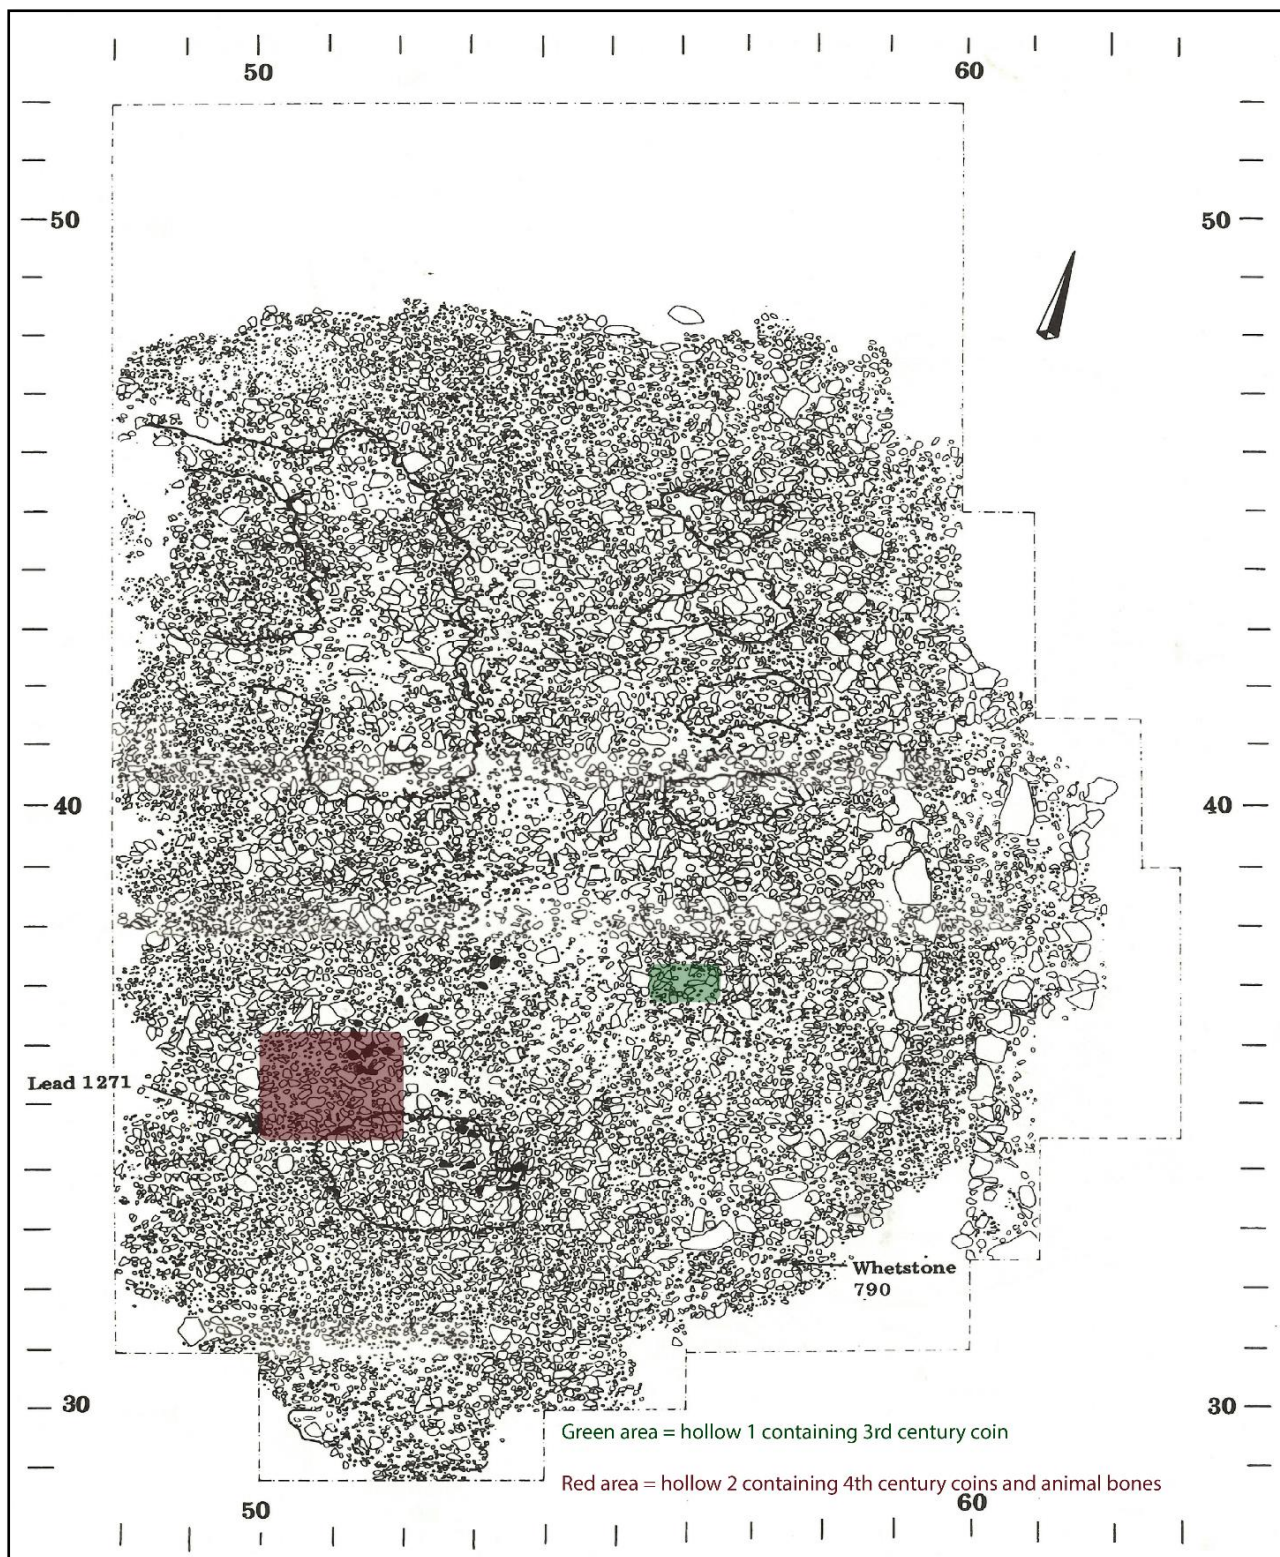 50
60
50
50
40
40
Lead 1271
Whetstone
790
30
30
Green area = hollow 1 containing 3rd century coin
Red area = hollow 2 containing 4th century coins and animal bones
50
60